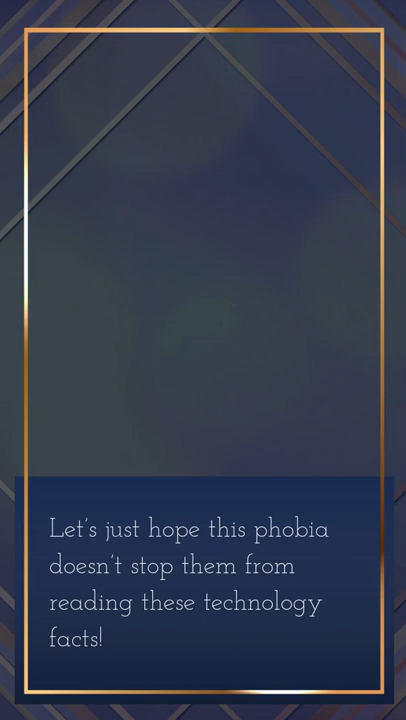 Let's just hope this phobia
doesn't stop them from
reading these technology
facts!